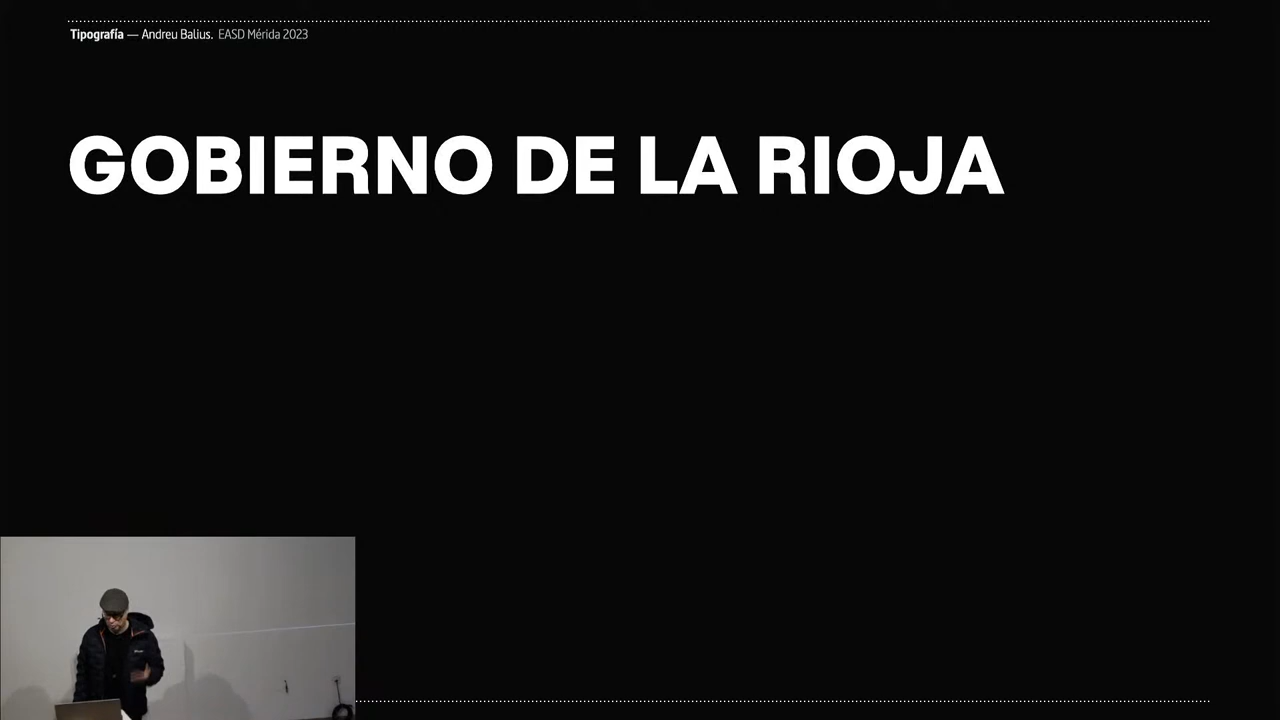 Tipografía — Andreu Balius. EASD Mérida 2023
GOBIERNO DE LA RIOJA